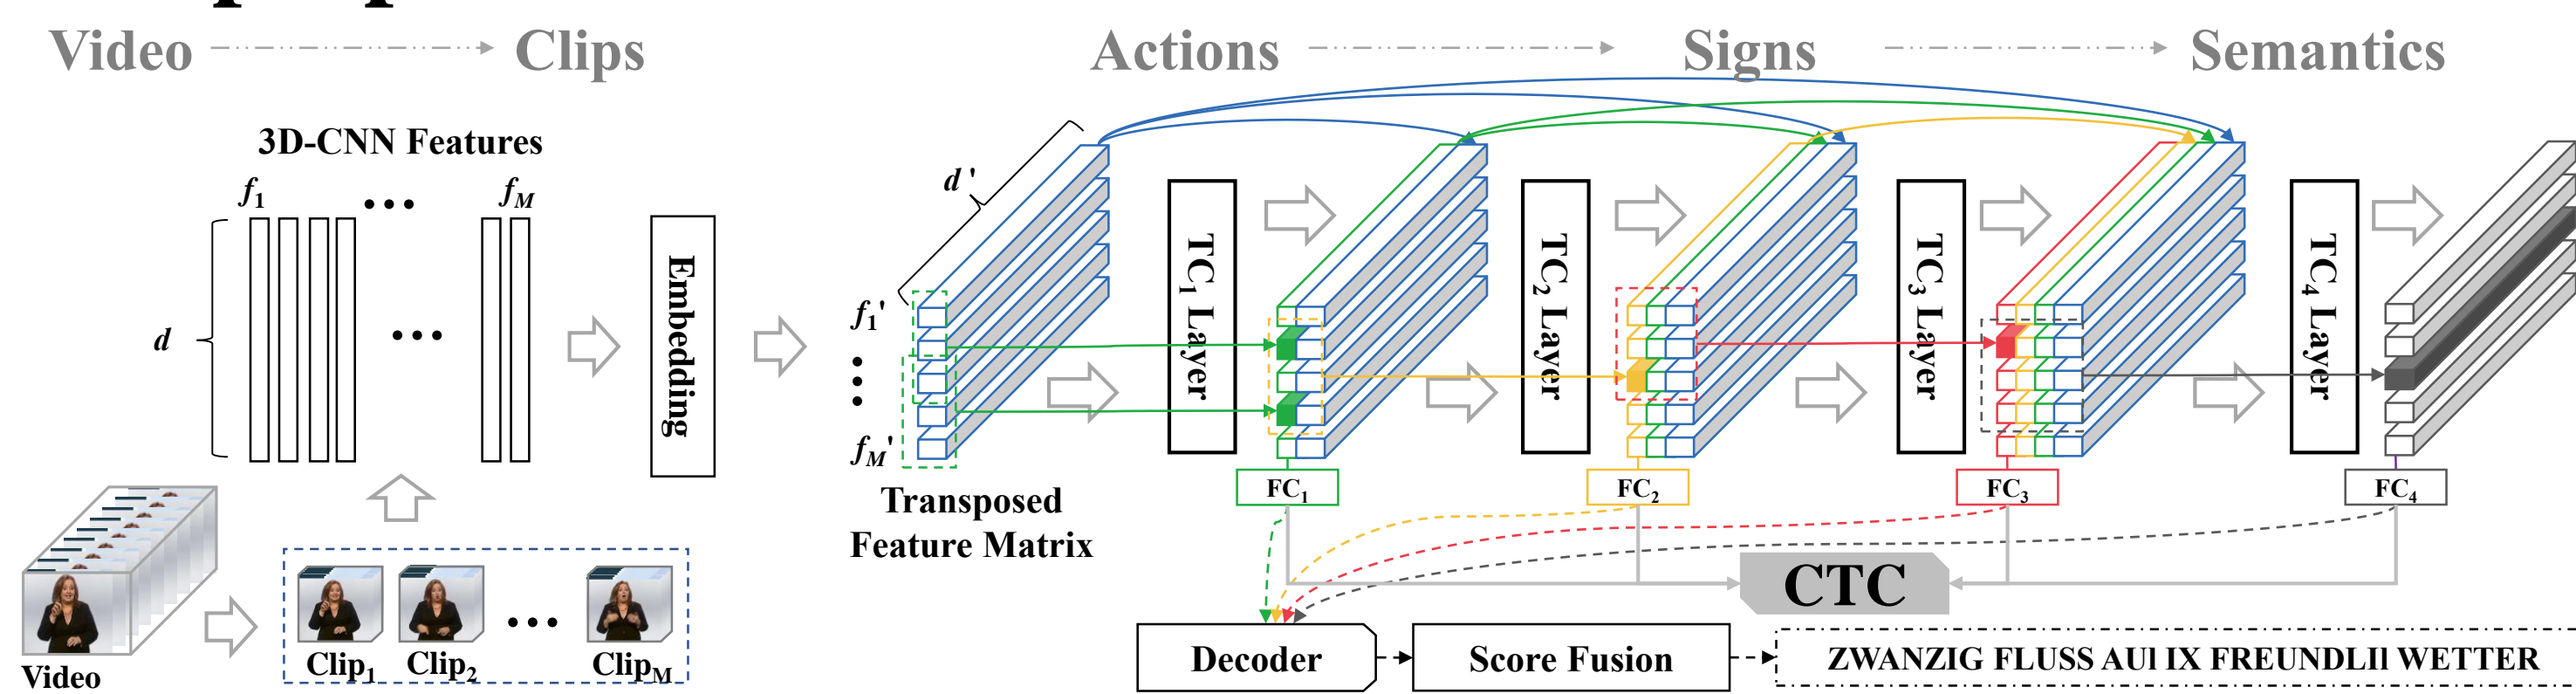 Video
Clips
Actions
Signs
Semantics
3D-CNN Features
f1
...
fM
d
...
Embedding
d'
f1'
fM'
Transposed
Feature Matrix
TC1 Layer
TC2 Layer
TC3 Layer
TC4 Layer
FC1
FC2
FC3
FC4
CTC
Video
Clip1
Clip2
...
ClipM
Decoder
Score Fusion
ZWANZIG FLUSS AUl IX FREUNDLIl WETTER